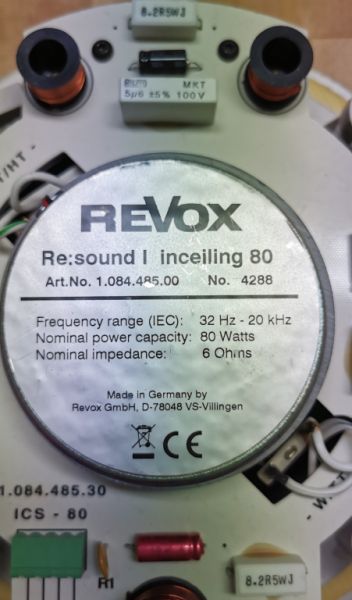 8.2R5WJ
MKT
5µ6 ±5% 100V
REVOX
Re:sound I inceiling 80
Art.No. 1.084.485.00 No. 4288
Frequency range (IEC): 32 Hz - 20 kHz
Nominal power capacity: 80 Watts
Nominal impedance: 6 Ohms
Made in Germany by
Revox GmbH, D-78048 VS-Villingen
CE
1.084.485.30
ICS - 80
R1
8.2R5WJ